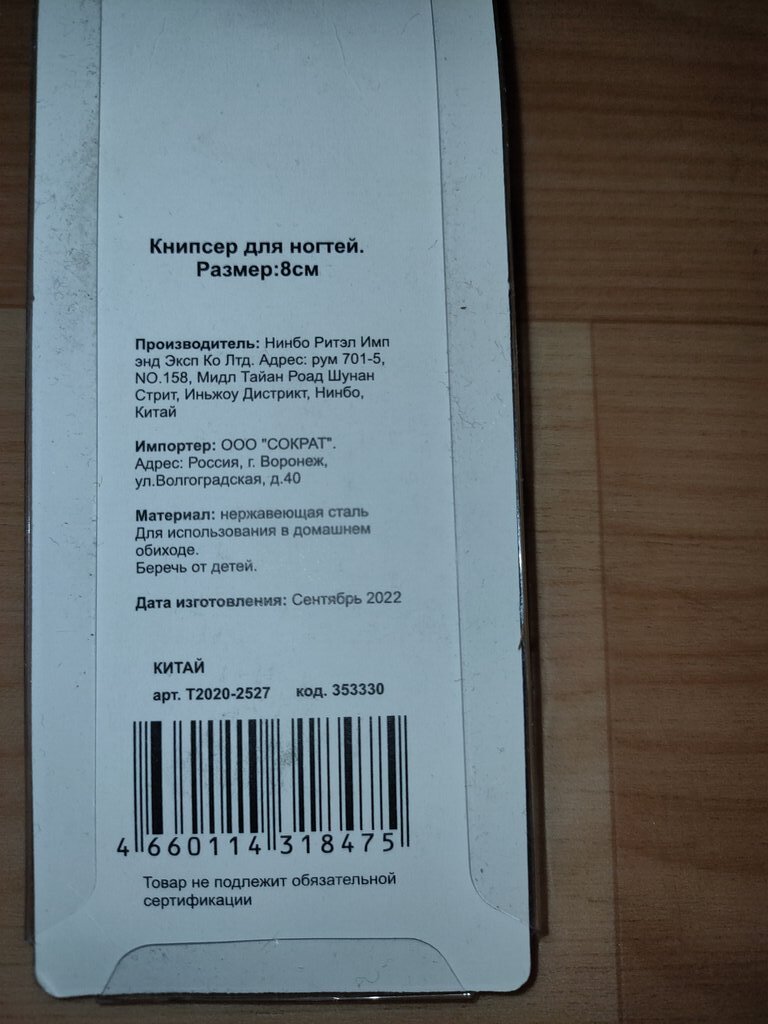 Книпсер для ногтей.
Размер:8см
Производитель: Нинбо Ритэл Имп
энд Эксп Ко Лтд. Адрес: рум 701-5,
NO.158, Мидл Тайан Роад Шунан
Стрит, Иньжоу Дистрикт, Нинбо,
Китай
Импортер: ООО "СОКРАТ".
Адрес: Россия, г. Воронеж,
ул.Волгоградская, д.40
Материал: нержавеющая сталь
Для использования в домашнем
обиходе.
Беречь от детей.
Дата изготовления: Сентябрь 2022
КИТАЙ
арт. Т2020-2527 код. 353330
4 660114 318475
Товар не подлежит обязательной
сертификации